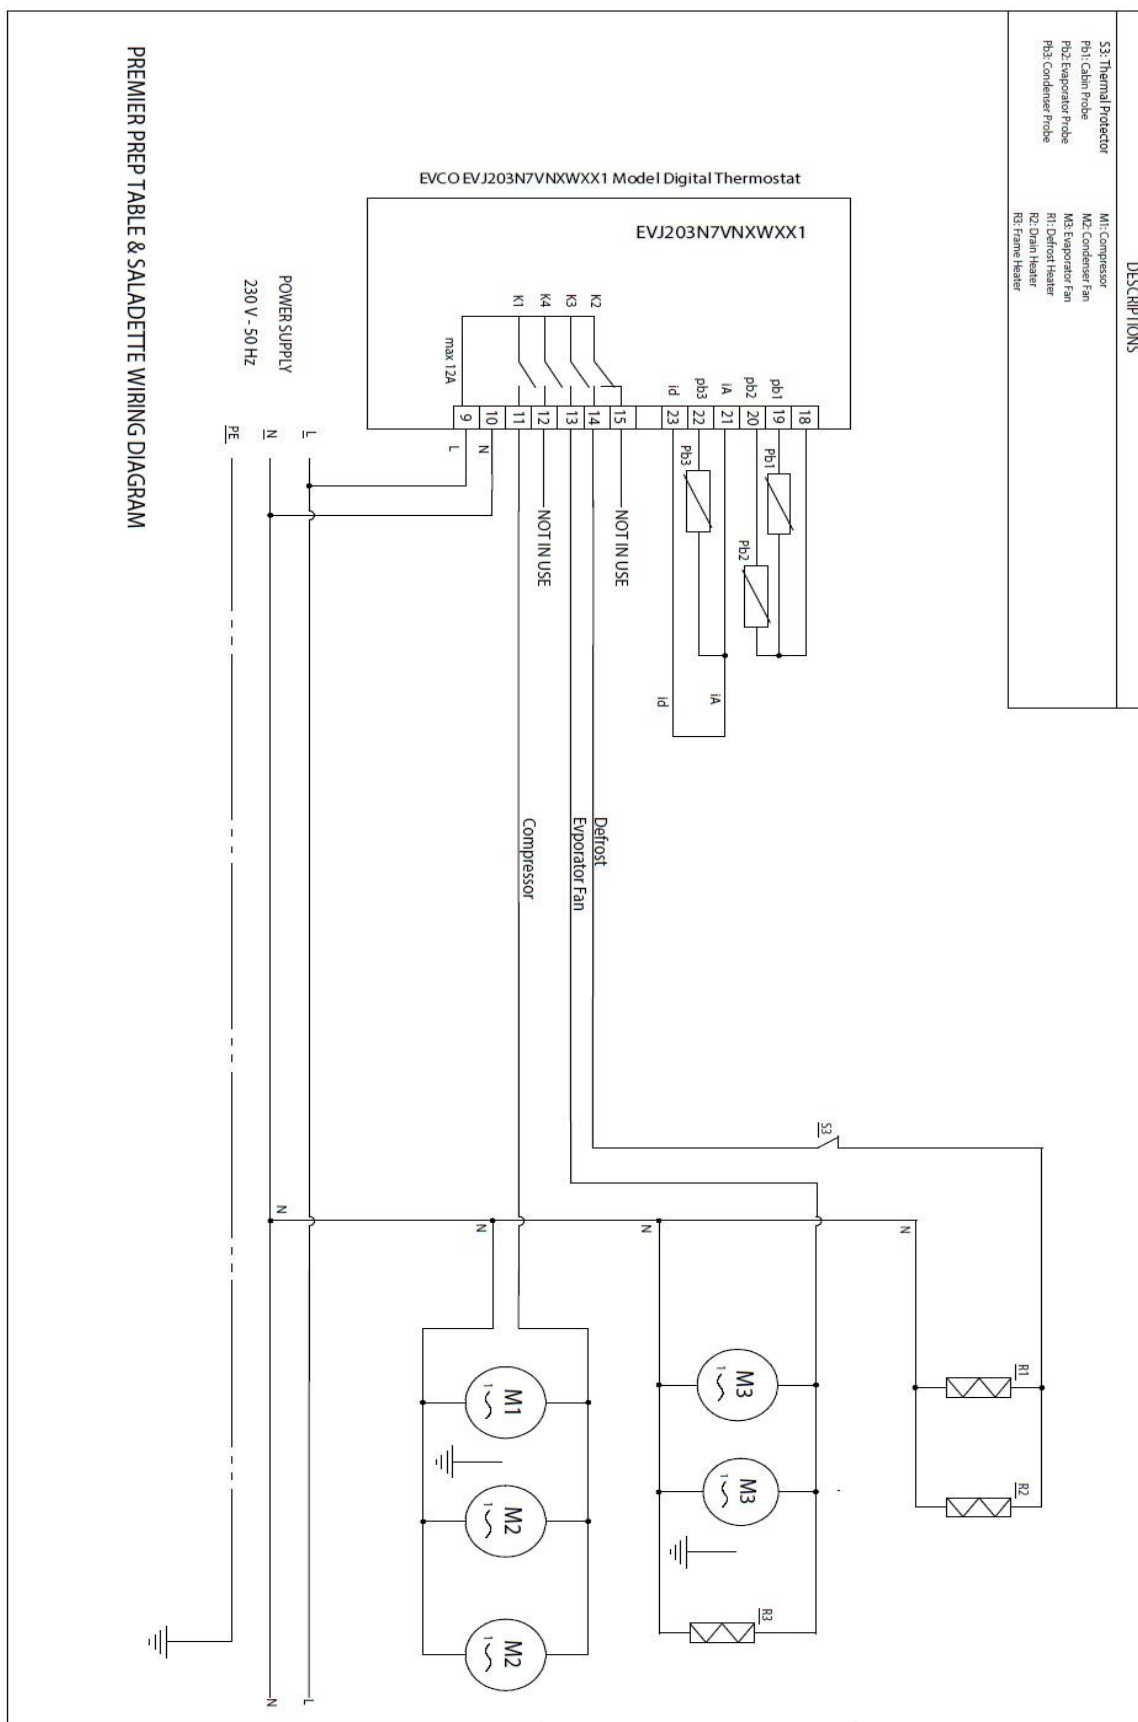 DESCRIPTIONS
S3: Thermal Protector
Pb1: Cabin Probe
Pb2: Evaporator Probe
Pb3: Condenser Probe
M1: Compressor
M2: Condenser Fan
M3: Evaporator Fan
R1: Defrost Heater
R2: Drain Heater
R3: Frame Heater
EVCO EVJ203N7VNXWXX1 Model Digital Thermostat
EVJ203N7VNXWXX1
K1
K4
K3
K2
max 12A
id
pb3
iA
pb2
pb1
9
10
11
12
13
14
15
23
22
21
20
19
18
L
N
NOT IN USE
NOT IN USE
Pb3
Pb1
Pb2
id
iA
POWER SUPPLY
230 V - 50 Hz
L
N
PE
PREMIER PREP TABLE & SALADETTE WIRING DIAGRAM
Defrost
Evporator Fan
Compressor
S3
N
N
N
N
R1
R2
M3
1
M3
1
R3
M1
1
M2
1
M2
1
N
L